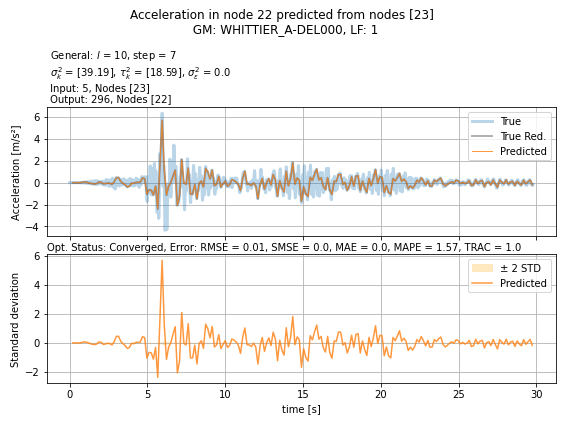 Acceleration in node 22 predicted from nodes [23]
GM: WHITTIER_A-DEL000, LF: 1
General: l = 10, step = 7
σ²ₖ = [39.19], τ²ₖ = [18.59], σ²ε = 0.0
Input: 5, Nodes [23]
Output: 296, Nodes [22]
6
4
2
0
−2
−4
Acceleration [m/s²]
True
True Red.
Predicted
Opt. Status: Converged, Error: RMSE = 0.01, SMSE = 0.0, MAE = 0.0, MAPE = 1.57, TRAC = 1.0
6
4
2
0
−2
Standard deviation
± 2 STD
Predicted
0 5 10 15 20 25 30
time [s]